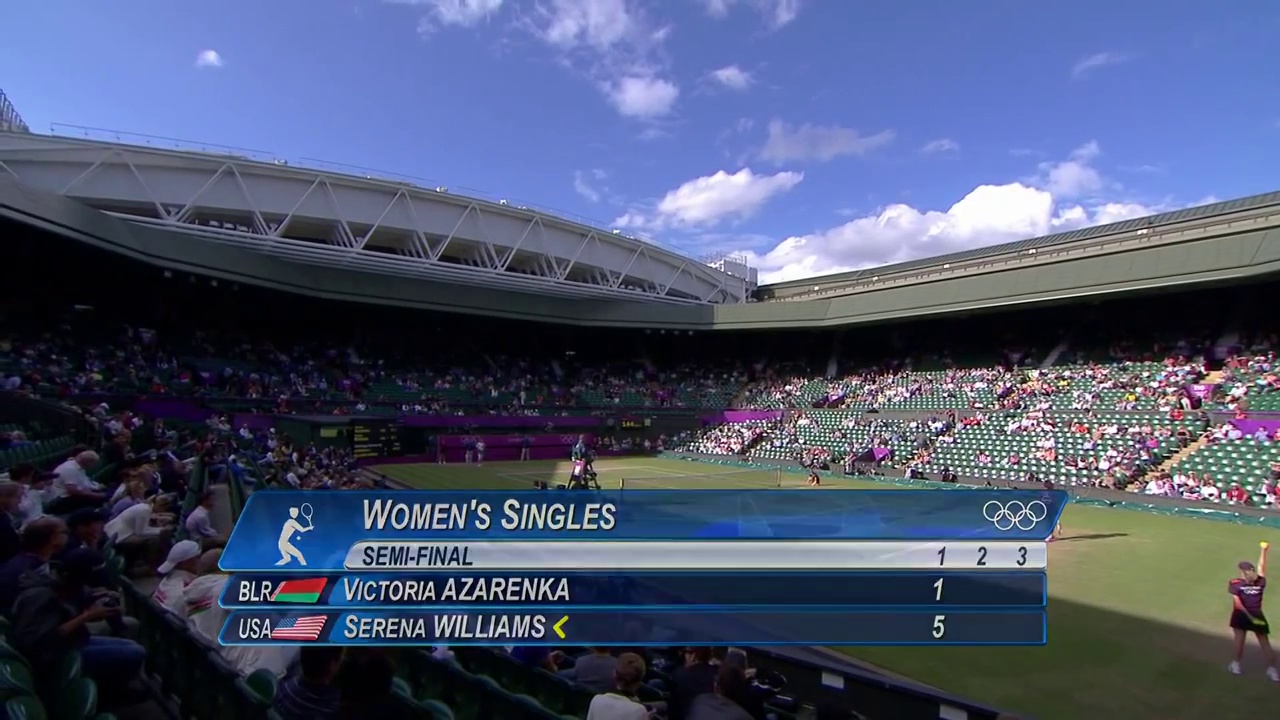 WOMEN'S SINGLES
SEMI-FINAL 1 2 3
BLR VICTORIA AZARENKA 1
USA SERENA WILLIAMS < 5